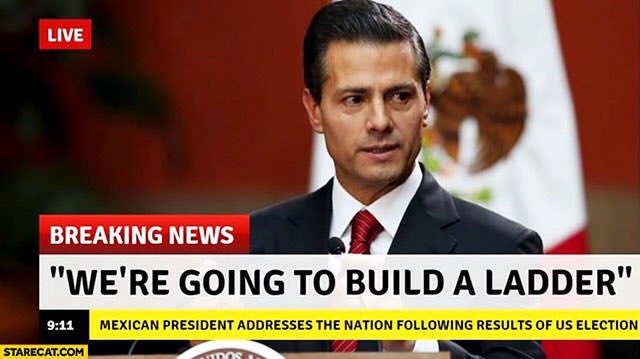 LIVE
BREAKING NEWS
"WE'RE GOING TO BUILD A LADDER"
9:11 MEXICAN PRESIDENT ADDRESSES THE NATION FOLLOWING RESULTS OF US ELECTION
STARECAT.COM